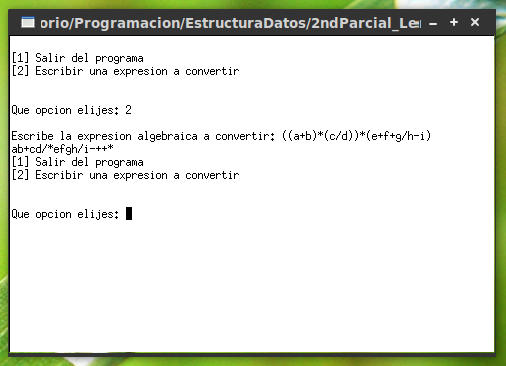 orio/Programacion/EstructuraDatos/2ndParcial_Le
[1] Salir del programa
[2] Escribir una expresion a convertir
Que opcion elijes: 2
Escribe la expresion algebraica a convertir: ((a+b)*(c/d))*(e+f+g/h-i)
ab+cd/*efgh/i-++*
[1] Salir del programa
[2] Escribir una expresion a convertir
Que opcion elijes: